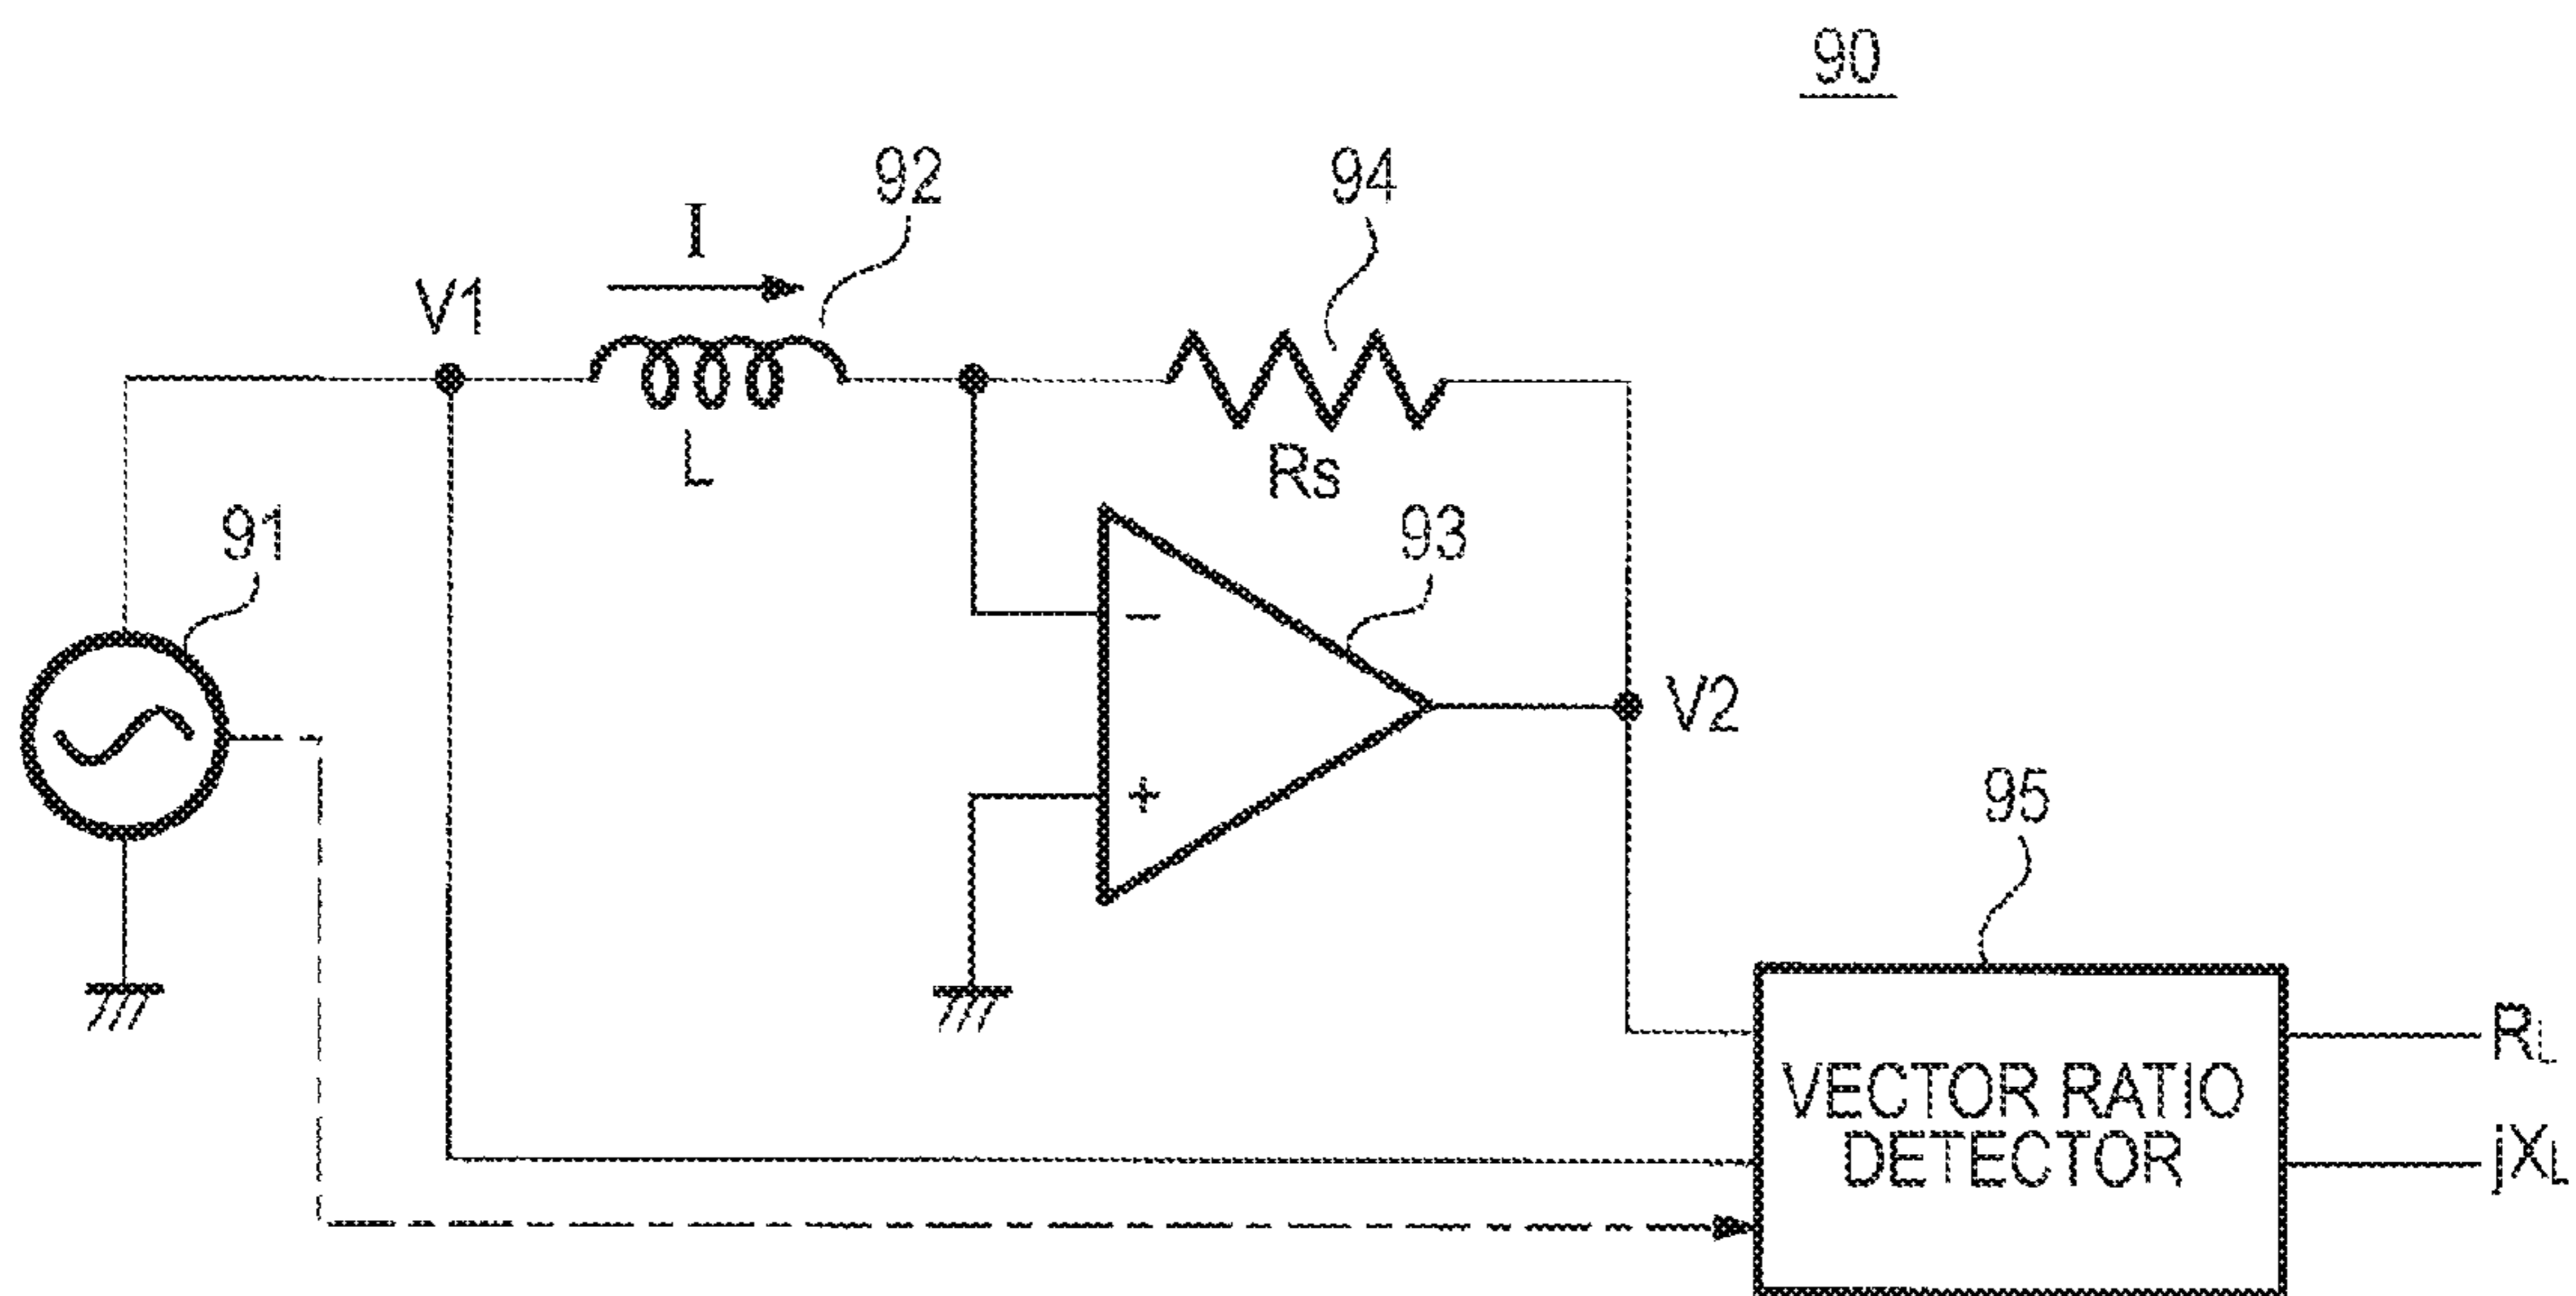 90
92
94
I
V1
L
Rs
91
93
−
V2
+
95
RL
VECTOR RATIO
DETECTOR
jXL